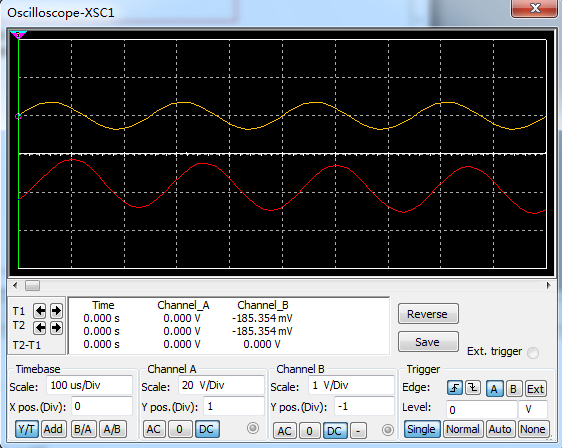 Oscilloscope-XSC1
T1
T2
T2-T1
Time Channel_A Channel_B
0.000 s 0.000 V -185.354 mV
0.000 s 0.000 V -185.354 mV
0.000 s 0.000 V 0.000 V
Reverse
Save
Ext. trigger
Timebase
Scale: 100 us/Div
X pos.(Div): 0
Y/T Add B/A A/B
Channel A
Scale: 20 V/Div
Y pos.(Div): 1
AC 0 DC
Channel B
Scale: 1 V/Div
Y pos.(Div): -1
AC 0 DC -
Trigger
Edge: A B Ext
Level: 0 V
Single Normal Auto None